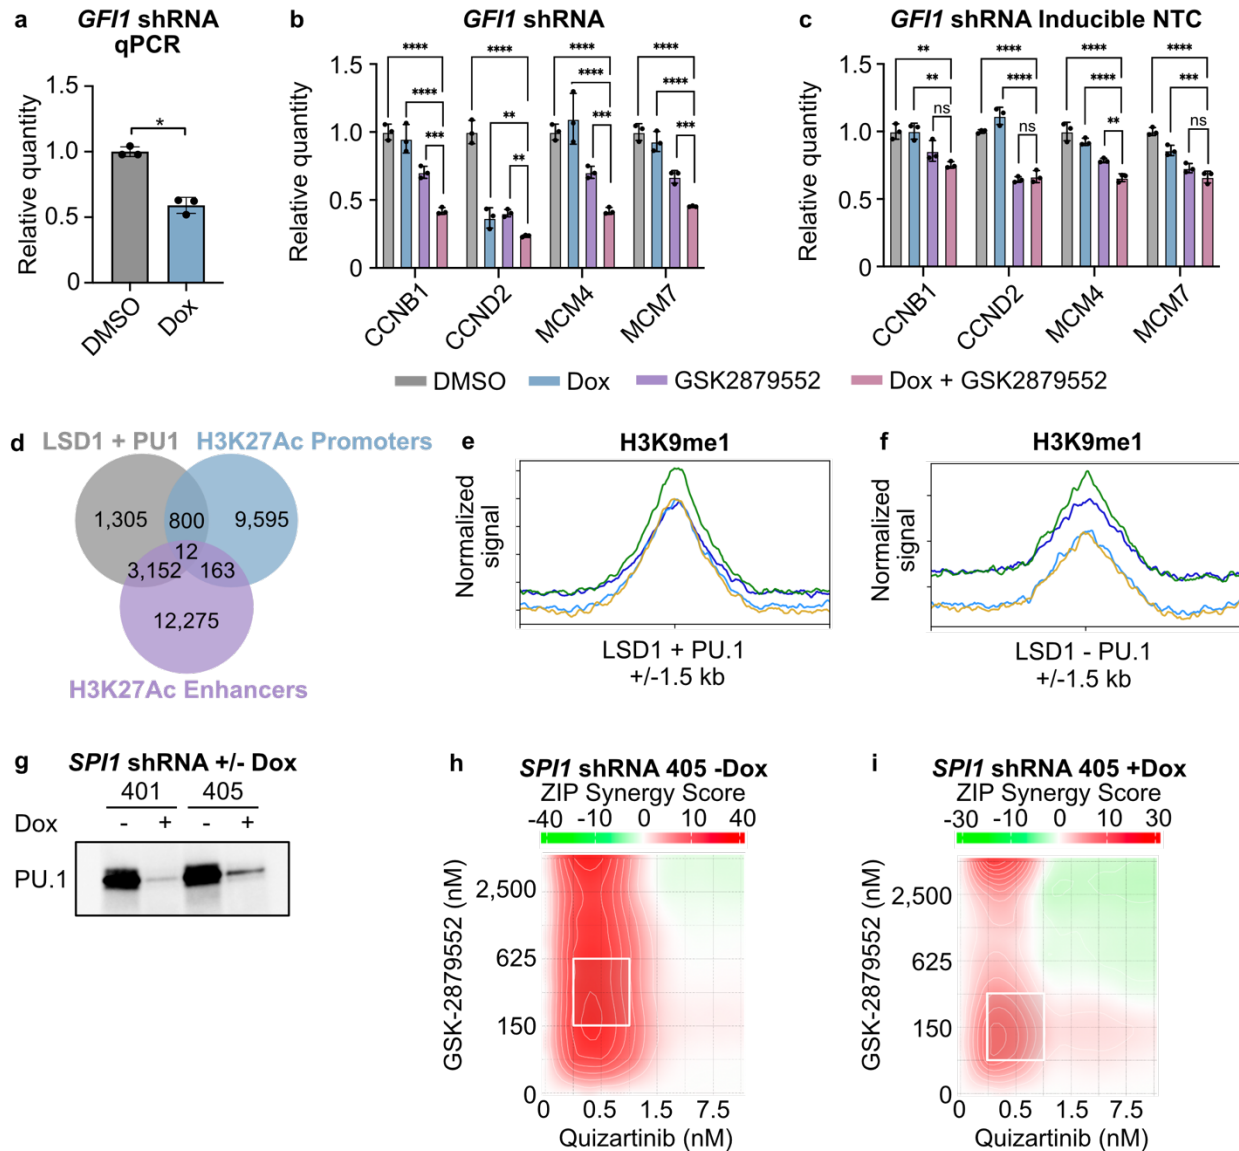 a
GFI1 shRNA
qPCR
Relative quantity
1.5
1.0
0.5
0
*
DMSO
Dox
b
GFI1 shRNA
Relative quantity
1.5
1.0
0.5
0
****
****
****
****
****
**
****
****
***
**
***
***
CCNB1
CCND2
MCM4
MCM7
c
GFI1 shRNA Inducible NTC
Relative quantity
1.5
1.0
0.5
0
**
****
****
****
**
****
****
***
ns
ns
**
ns
CCNB1
CCND2
MCM4
MCM7
DMSO
Dox
GSK2879552
Dox + GSK2879552
d
LSD1 + PU1
H3K27Ac Promoters
1,305
800
9,595
12
3,152
163
12,275
H3K27Ac Enhancers
e
H3K9me1
Normalized
signal
LSD1 + PU.1
+/-1.5 kb
f
H3K9me1
Normalized
signal
LSD1 - PU.1
+/-1.5 kb
g
SPI1 shRNA +/- Dox
401
405
Dox
-
+
-
+
PU.1
h
SPI1 shRNA 405 -Dox
ZIP Synergy Score
-40
-10
0
10
40
GSK-2879552 (nM)
2,500
625
150
0
0
0.5
1.5
7.5
Quizartinib (nM)
i
SPI1 shRNA 405 +Dox
ZIP Synergy Score
-30
-10
0
10
30
GSK-2879552 (nM)
2,500
625
150
0
0
0.5
1.5
7.5
Quizartinib (nM)